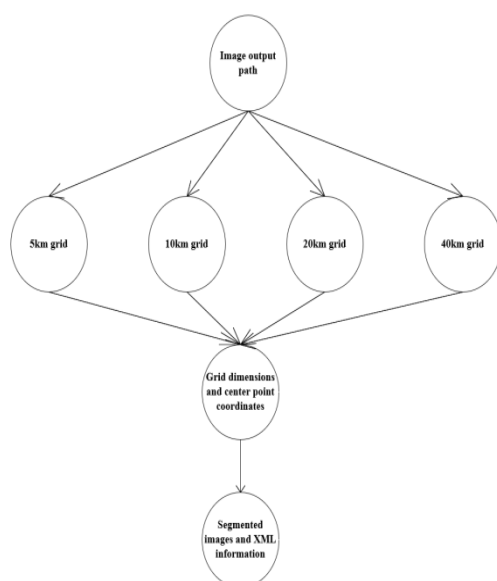 Image output
path
5km grid
10km grid
20km grid
40km grid
Grid dimensions
and center point
coordinates
Segmented
images and XML
information